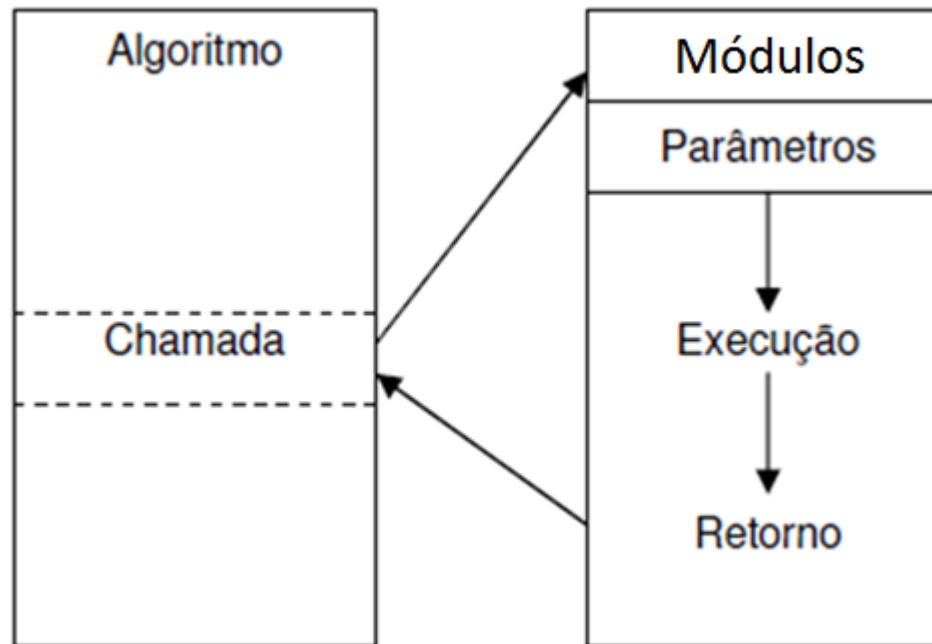 Algoritmo
Chamada
Módulos
Parâmetros
Execução
Retorno